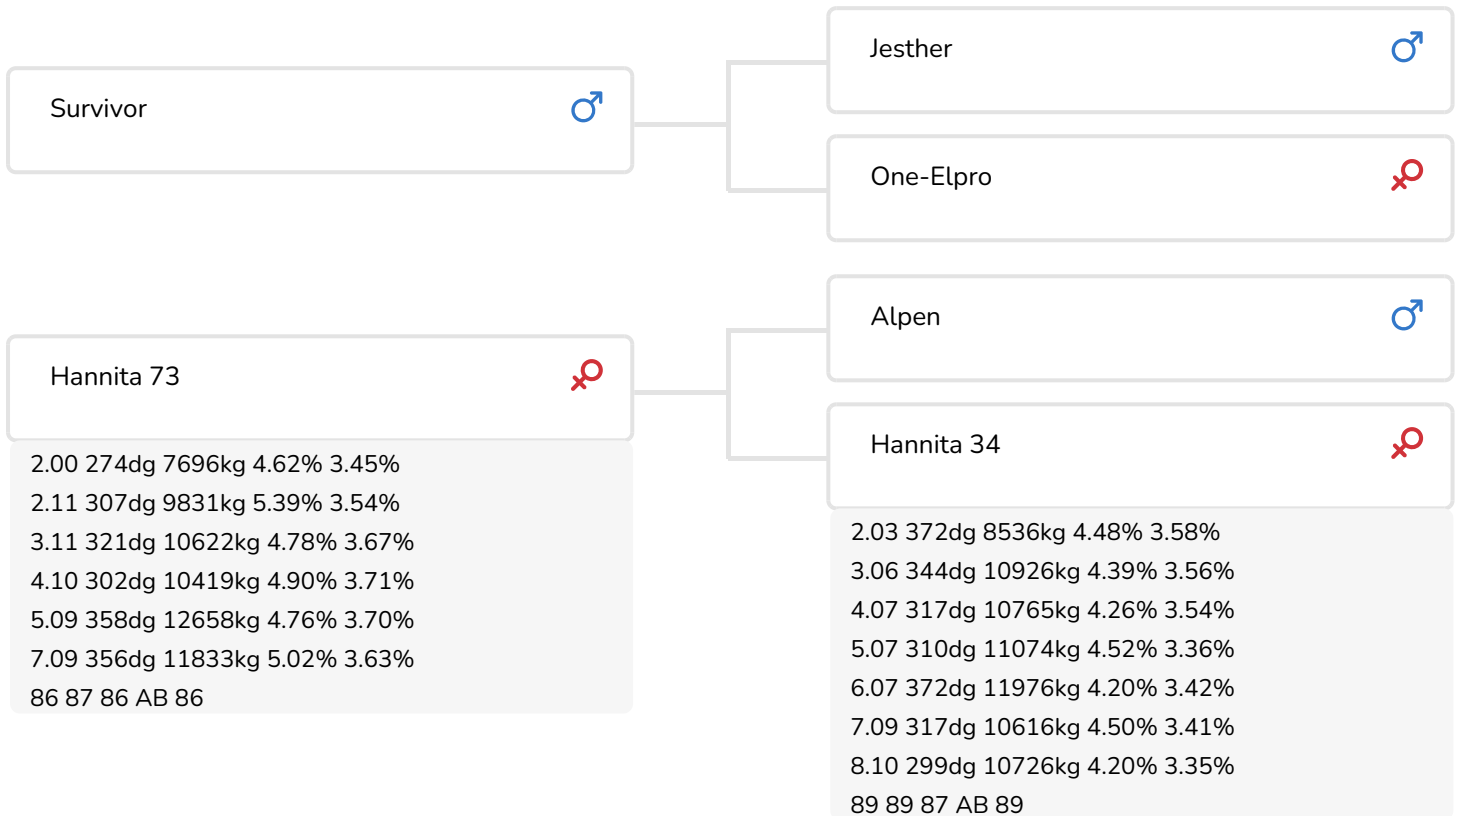 Survivor
Jesther
One-Elpro
Hannita 73
2.00 274dg 7696kg 4.62% 3.45%
2.11 307dg 9831kg 5.39% 3.54%
3.11 321dg 10622kg 4.78% 3.67%
4.10 302dg 10419kg 4.90% 3.71%
5.09 358dg 12658kg 4.76% 3.70%
7.09 356dg 11833kg 5.02% 3.63%
86 87 86 AB 86
Alpen
Hannita 34
2.03 372dg 8536kg 4.48% 3.58%
3.06 344dg 10926kg 4.39% 3.56%
4.07 317dg 10765kg 4.26% 3.54%
5.07 310dg 11074kg 4.52% 3.36%
6.07 372dg 11976kg 4.20% 3.42%
7.09 317dg 10616kg 4.50% 3.41%
8.10 299dg 10726kg 4.20% 3.35%
89 89 87 AB 89